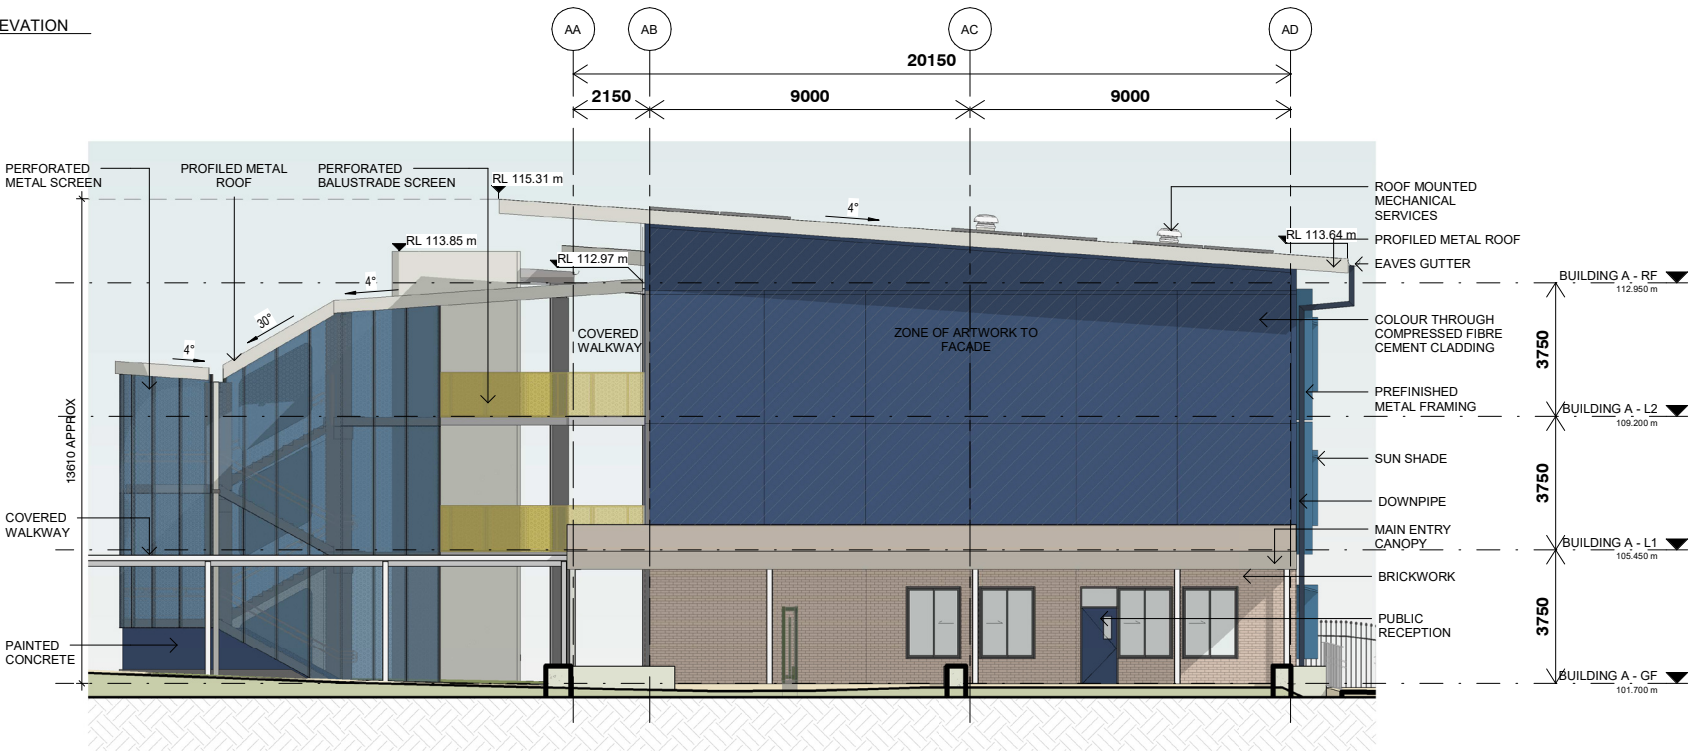 EVATION
AA
AB
AC
AD
20150
2150
9000
9000
PERFORATED
METAL SCREEN
PROFILED METAL
ROOF
PERFORATED
BALUSTRADE SCREEN
RL 115.31 m
4°
ROOF MOUNTED
MECHANICAL
SERVICES
RL 113.85 m
RL 112.97 m
RL 113.64 m
PROFILED METAL ROOF
EAVES GUTTER
BUILDING A - RF
112.950 m
4°
30°
4°
COVERED
WALKWAY
ZONE OF ARTWORK TO
FACADE
COLOUR THROUGH
COMPRESSED FIBRE
CEMENT CLADDING
3750
PREFINISHED
METAL FRAMING
BUILDING A - L2
109.200 m
13610 APPROX
SUN SHADE
3750
DOWNPIPE
COVERED
WALKWAY
MAIN ENTRY
CANOPY
BUILDING A - L1
105.450 m
BRICKWORK
3750
PUBLIC
RECEPTION
PAINTED
CONCRETE
BUILDING A - GF
101.700 m